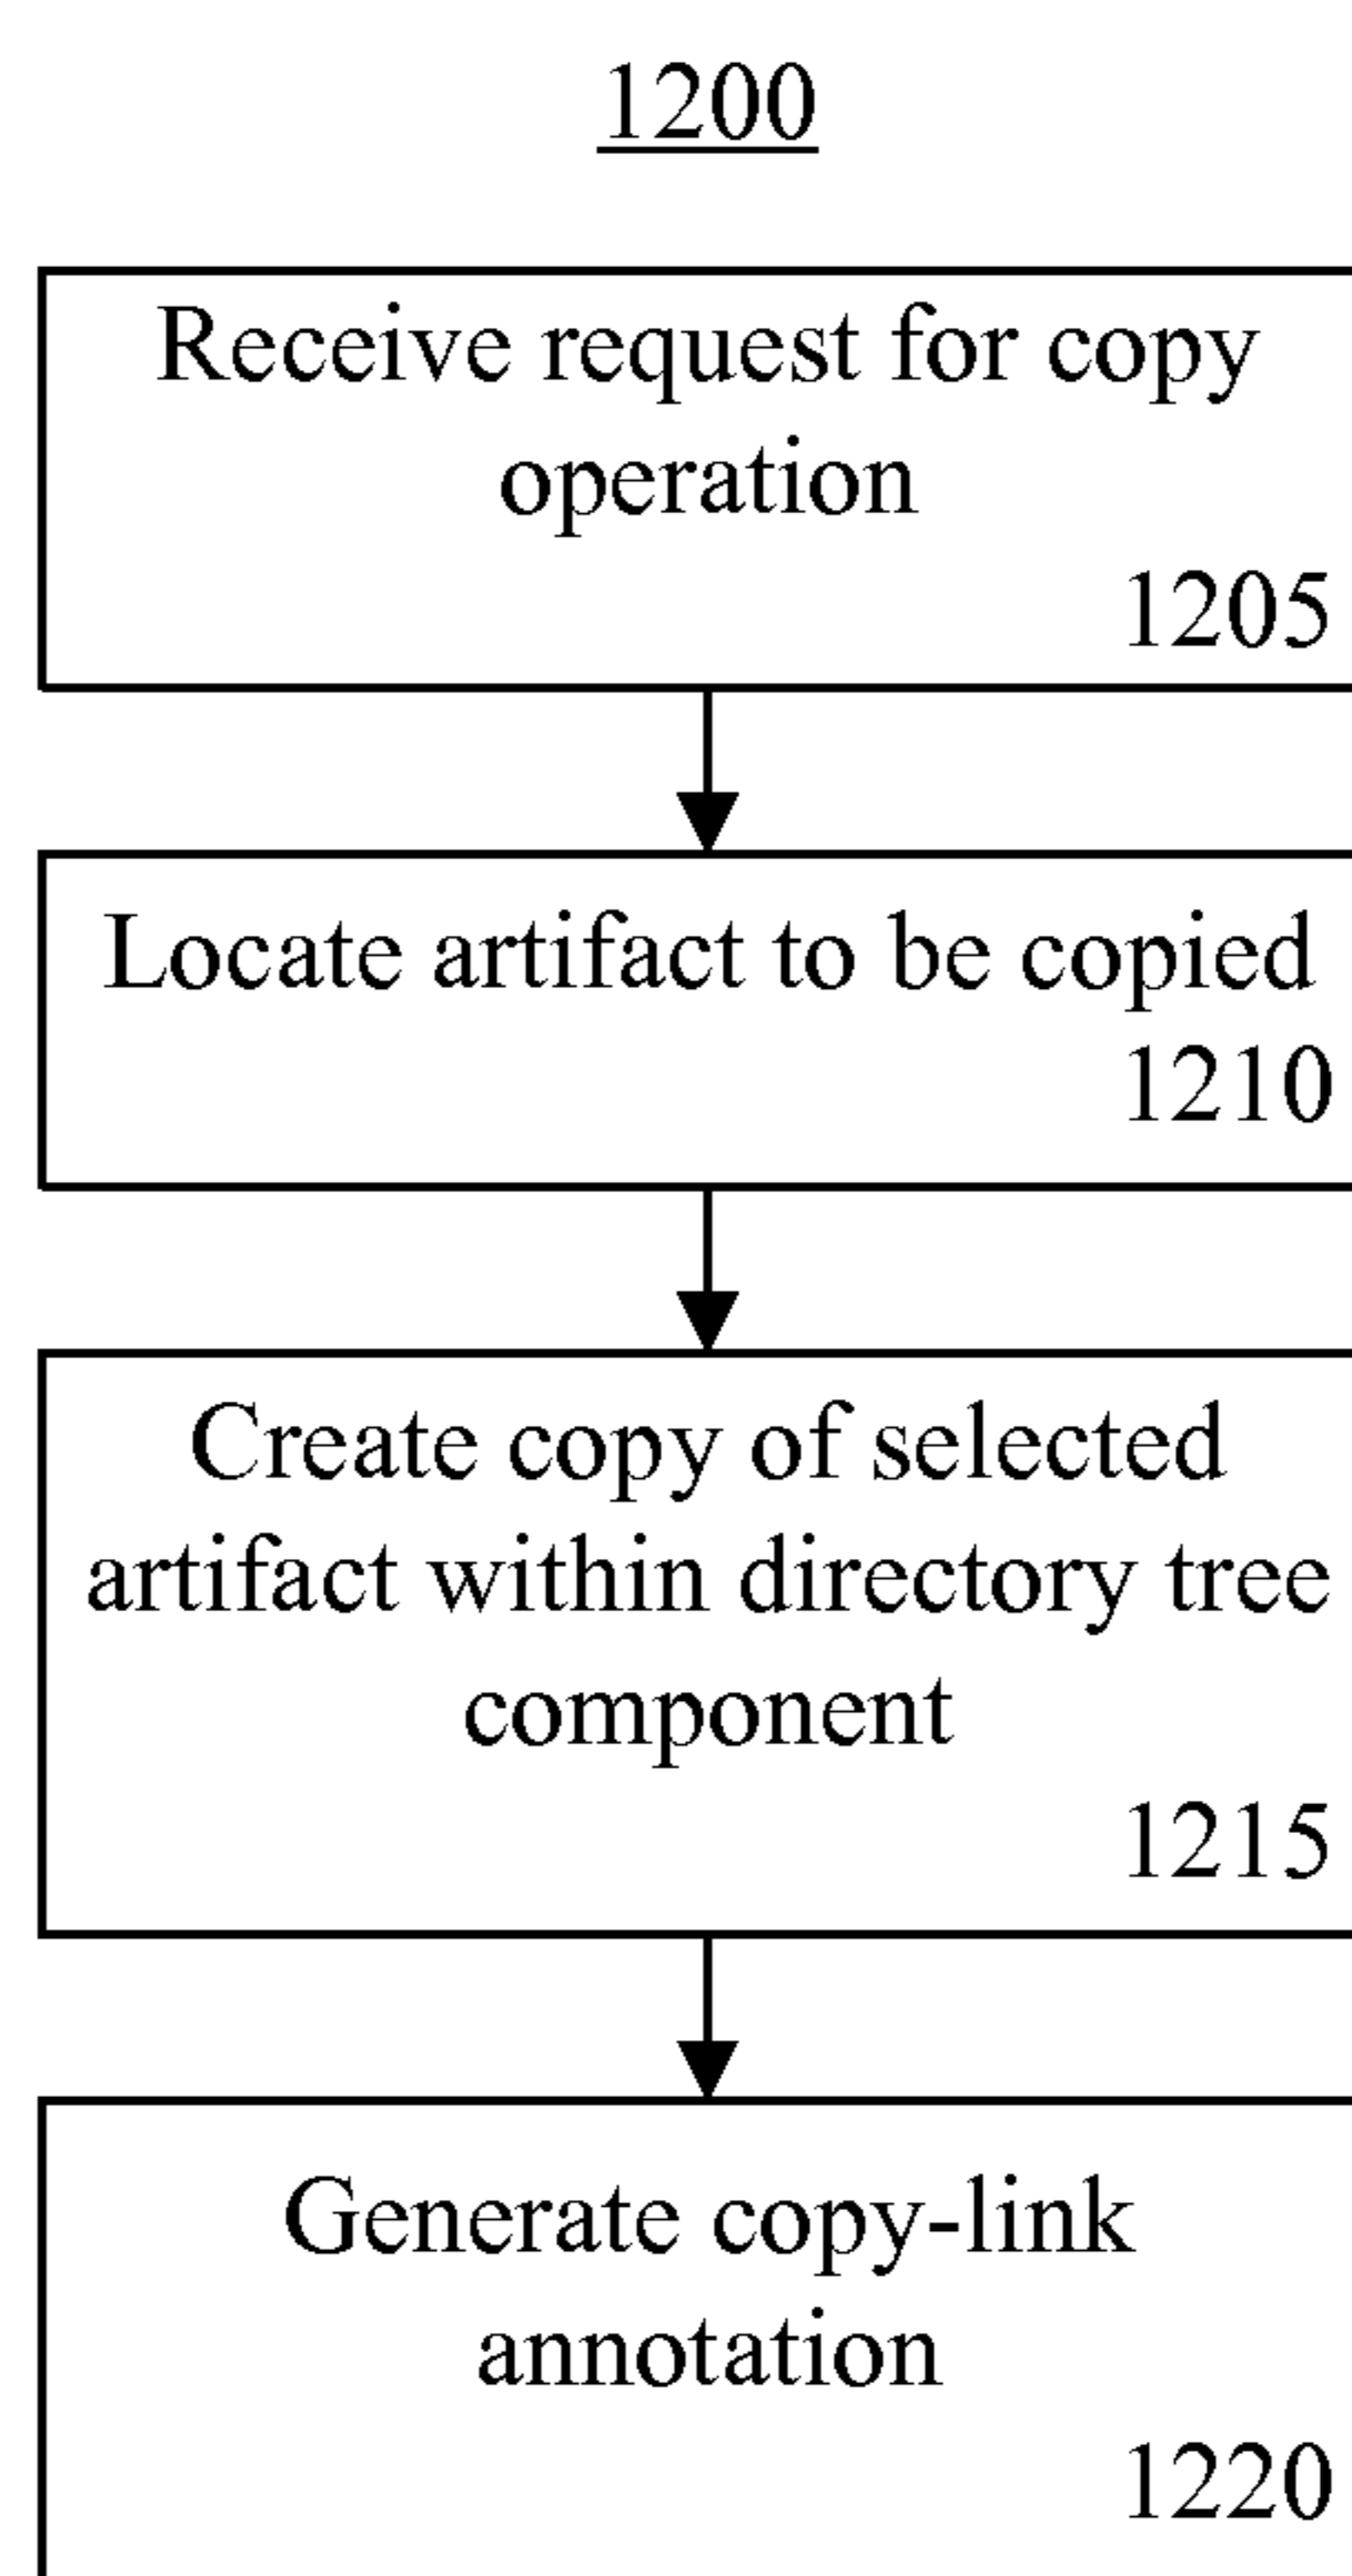 1200
Receive request for copy
operation
1205
Locate artifact to be copied
1210
Create copy of selected
artifact within directory tree
component
1215
Generate copy-link
annotation
1220